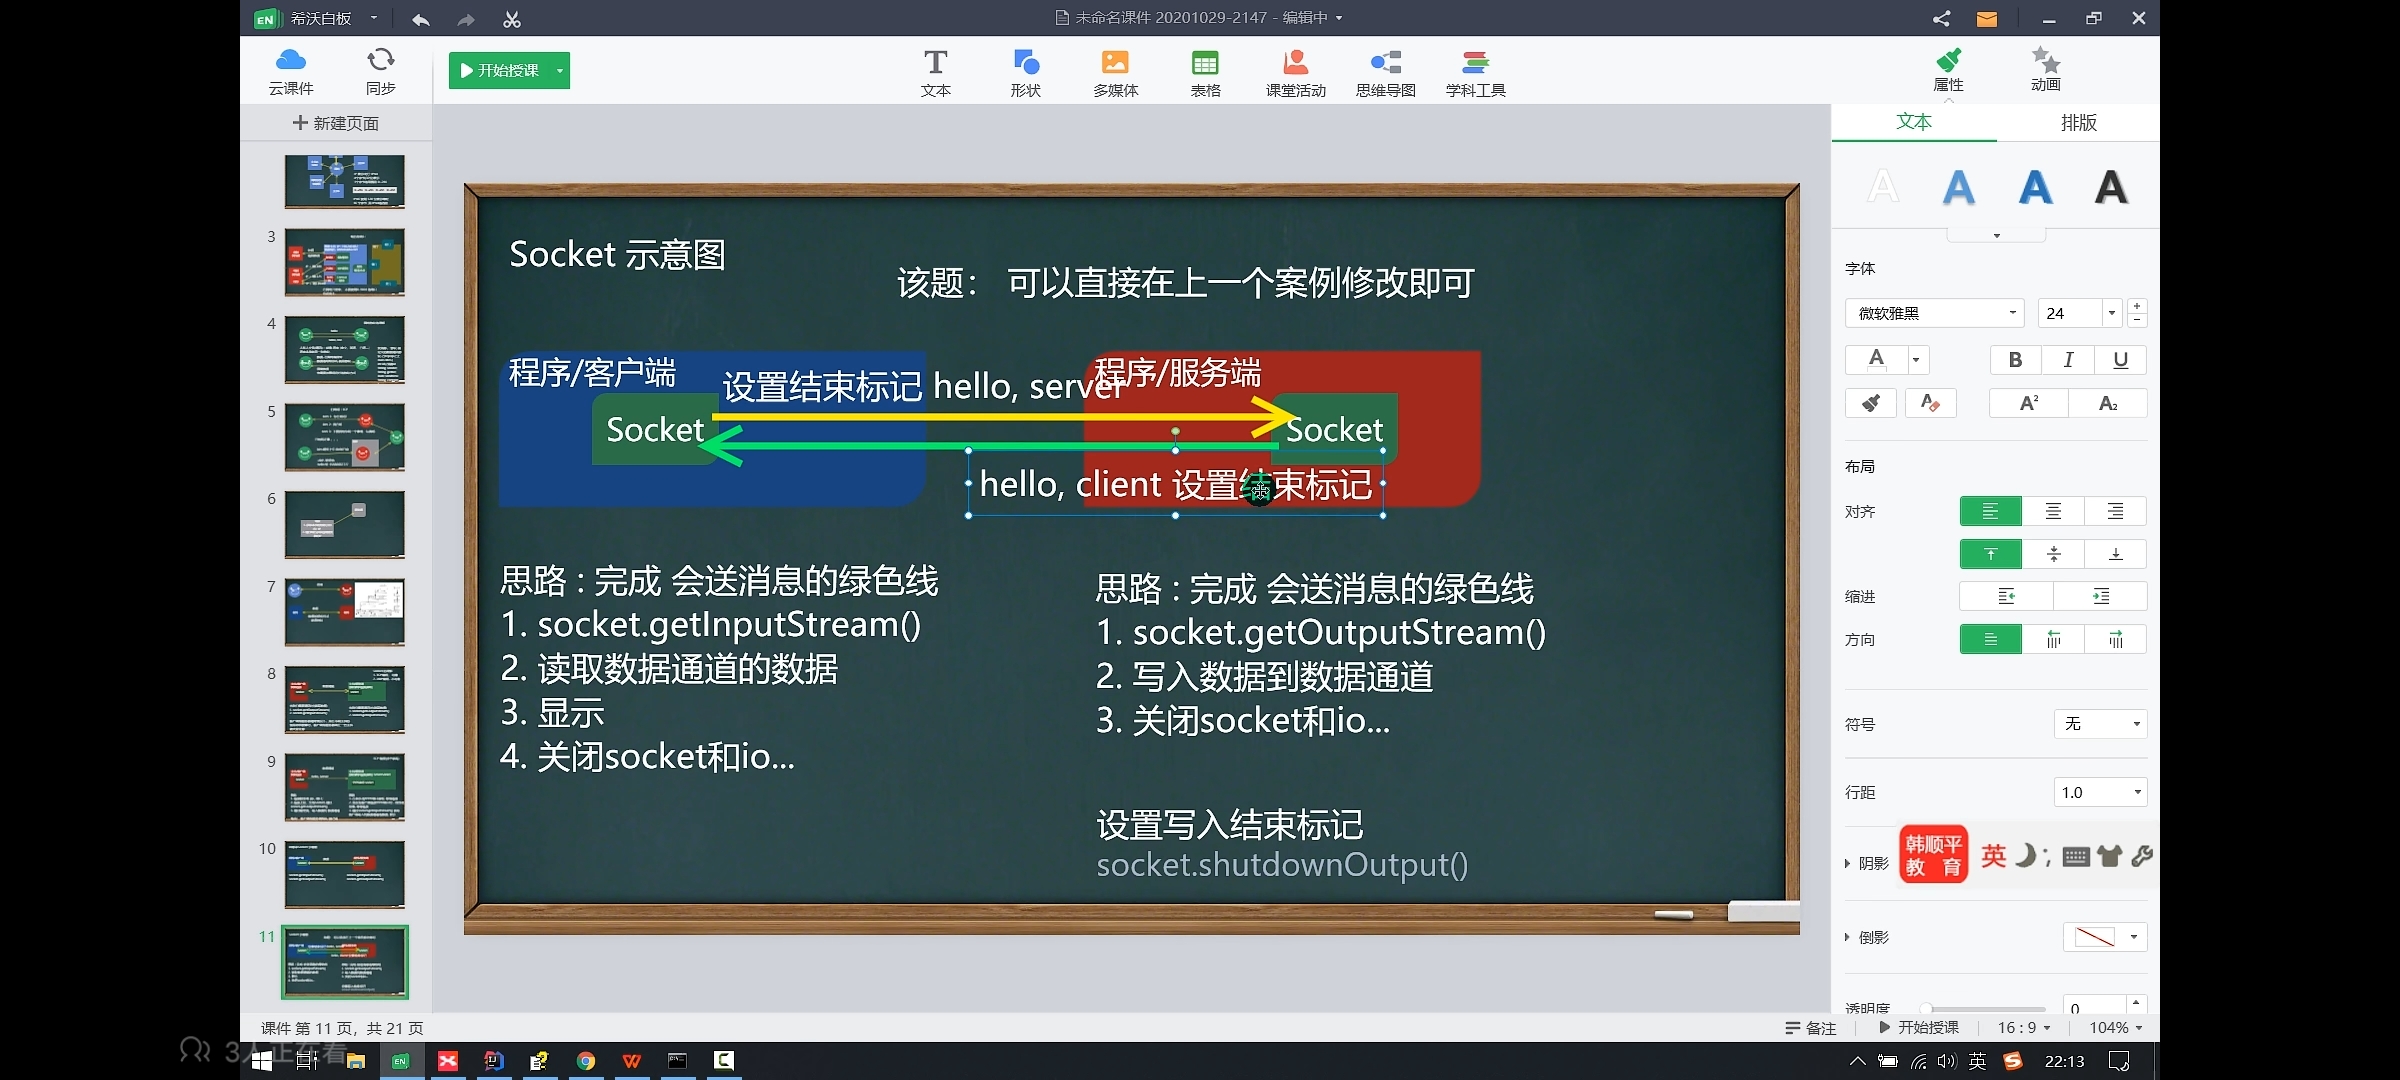 希沃白板
未命名课件 20201029-2147 - 编辑中
云课件
同步
开始授课
文本
形状
多媒体
表格
课堂活动
思维导图
学科工具
属性
动画
新建页面
文本
排版
3
4
5
6
7
8
9
10
11
Socket 示意图
该题： 可以直接在上一个案例修改即可
程序/客户端
设置结束标记 hello, server
程序/服务端
Socket
Socket
hello, client 设置结束标记
思路 : 完成 会送消息的绿色线
1. socket.getInputStream()
2. 读取数据通道的数据
3. 显示
4. 关闭socket和io...
思路 : 完成 会送消息的绿色线
1. socket.getOutputStream()
2. 写入数据到数据通道
3. 关闭socket和io...
设置写入结束标记
socket.shutdownOutput()
字体
微软雅黑
24
A
B
I
U
A²
A₂
布局
对齐
缩进
方向
符号
无
行距
1.0
阴影
韩顺平
教 育
英
倒影
透明度
0
课件 第 11 页，共 21 页
备注
开始授课
16 : 9
104%
3人正在看
英
22:13